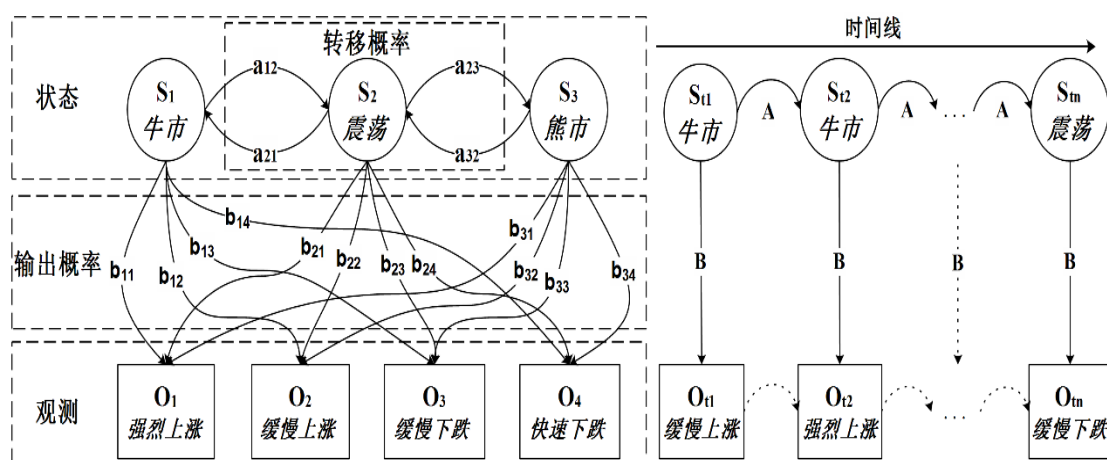 转移概率
时间线
状态
S1
牛市
a12
a21
S2
震荡
a23
a32
S3
熊市
St1
牛市
A
St2
牛市
A
...
A
Stn
震荡
输出概率
b11
b12
b13
b14
b21
b22
b23
b24
b31
b32
b33
b34
B
B
B
B
观测
O1
强烈上涨
O2
缓慢上涨
O3
缓慢下跌
O4
快速下跌
Ot1
缓慢上涨
Ot2
强烈上涨
...
Otn
缓慢下跌